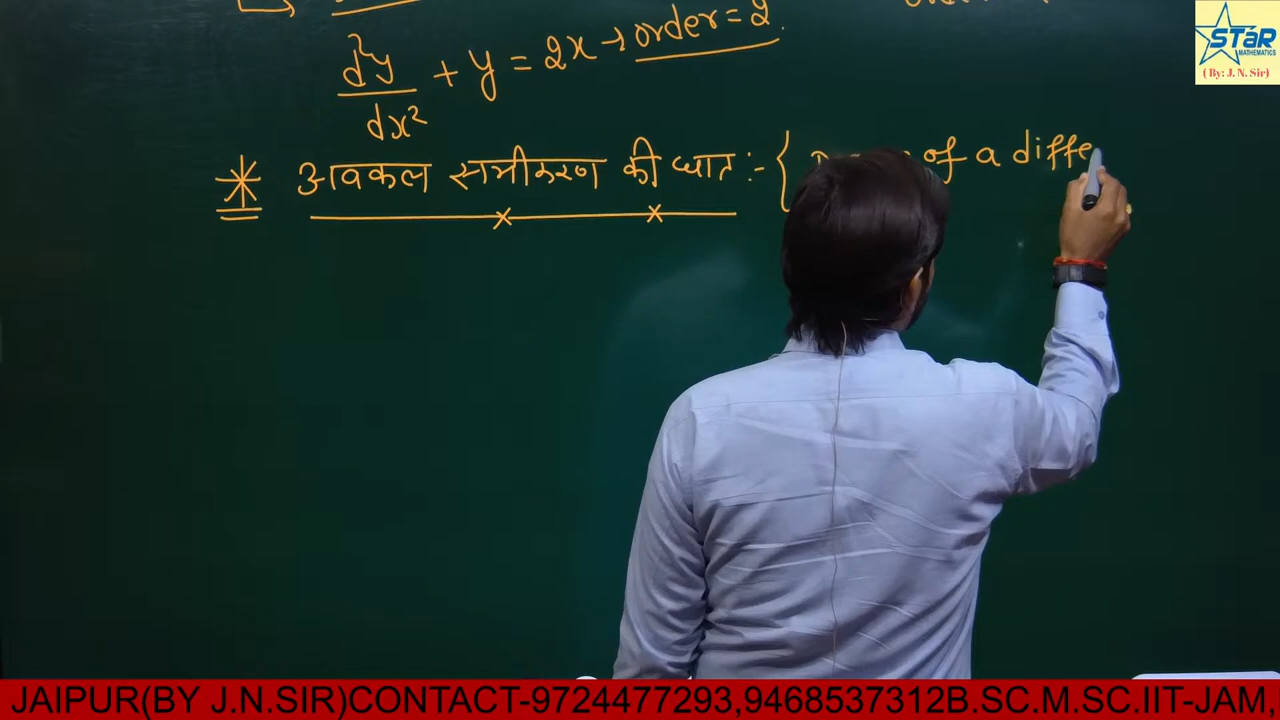 d²y/dx² + y = 2x → order = 2
* अवकल समीकरण की घात :- { of a diffe
STaR
MATHEMATICS
( By: J. N. Sir)
JAIPUR(BY J.N.SIR)CONTACT-9724477293,9468537312B.SC.M.SC.IIT-JAM,